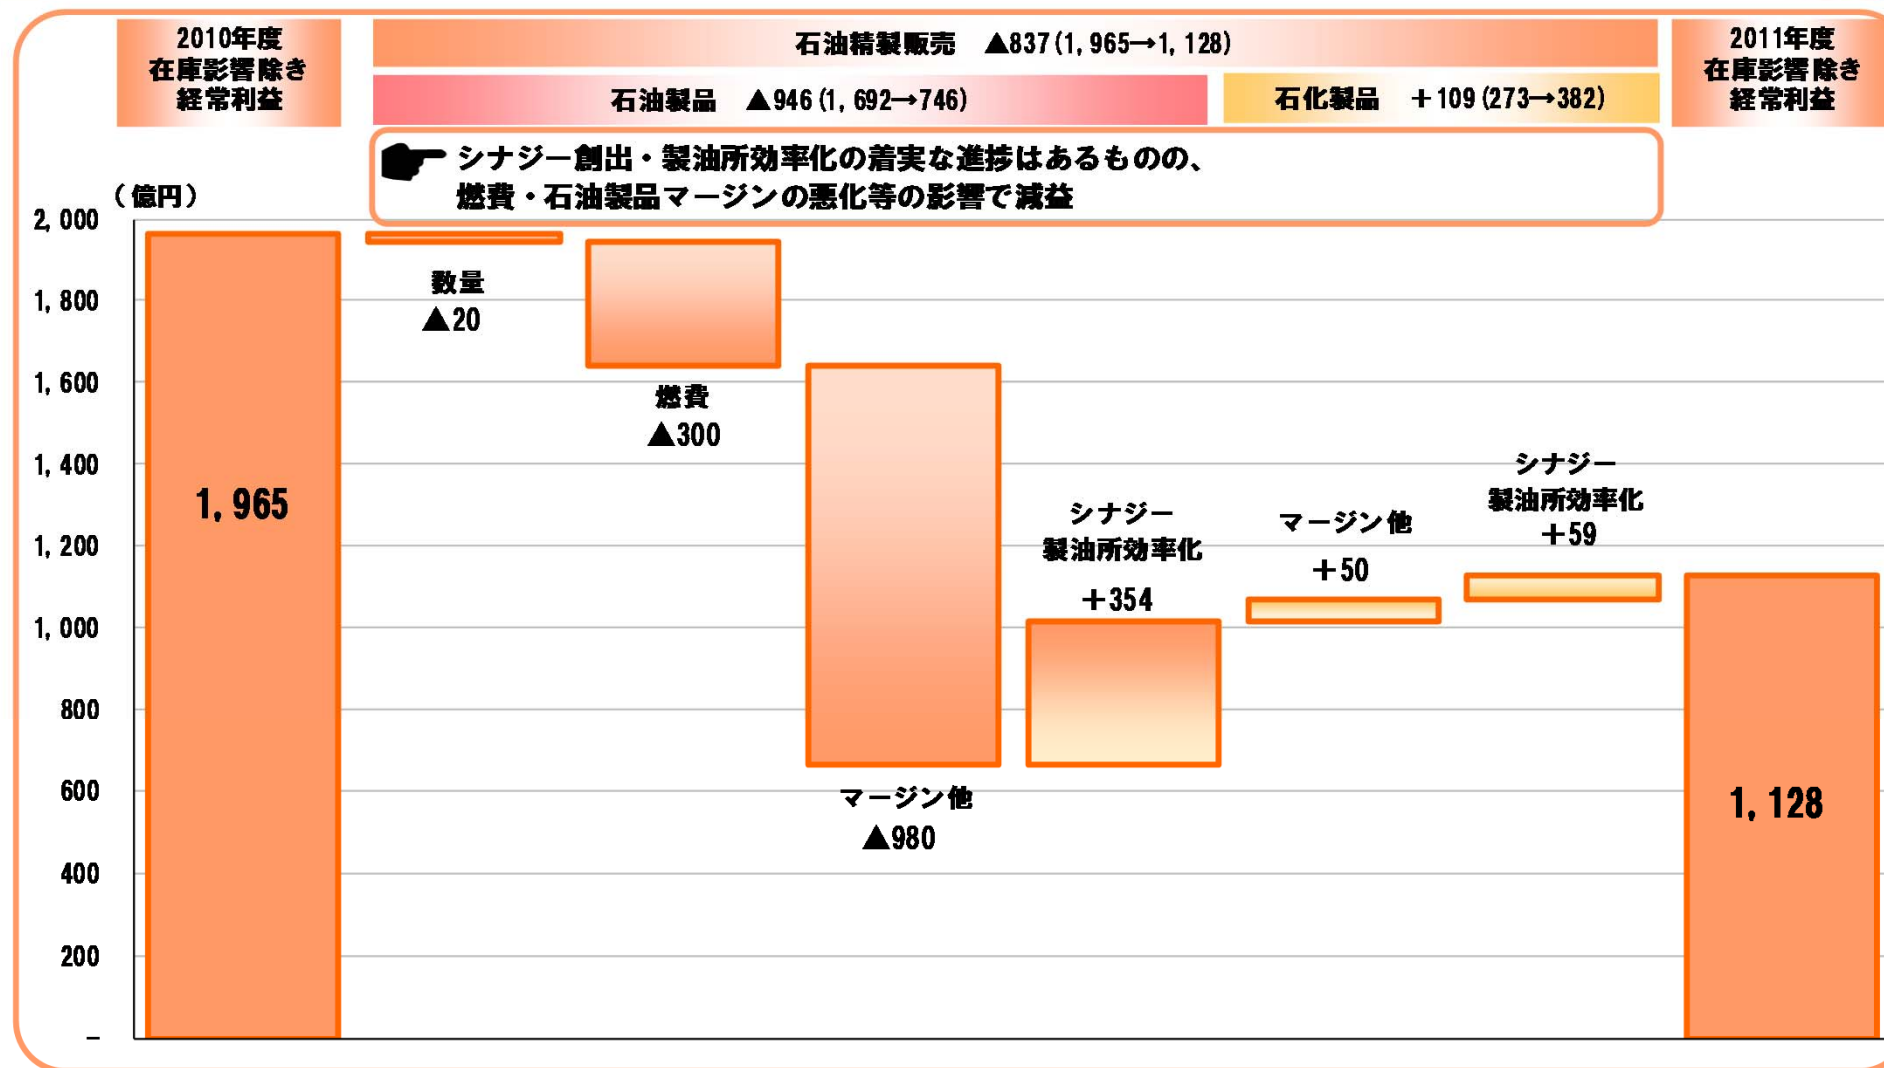 2010年度
在庫影響除き
経常利益
石油精製販売 ▲837(1,965→1,128)
2011年度
在庫影響除き
経常利益
石油製品 ▲946(1,692→746)
石化製品 +109(273→382)
シナジー創出・製油所効率化の着実な進捗はあるものの、
燃費・石油製品マージンの悪化等の影響で減益
(億円)
2,000
1,800
1,600
1,400
1,200
1,000
800
600
400
200
-
1,965
数量
▲20
燃費
▲300
マージン他
▲980
シナジー
製油所効率化
+354
マージン他
+50
シナジー
製油所効率化
+59
1,128